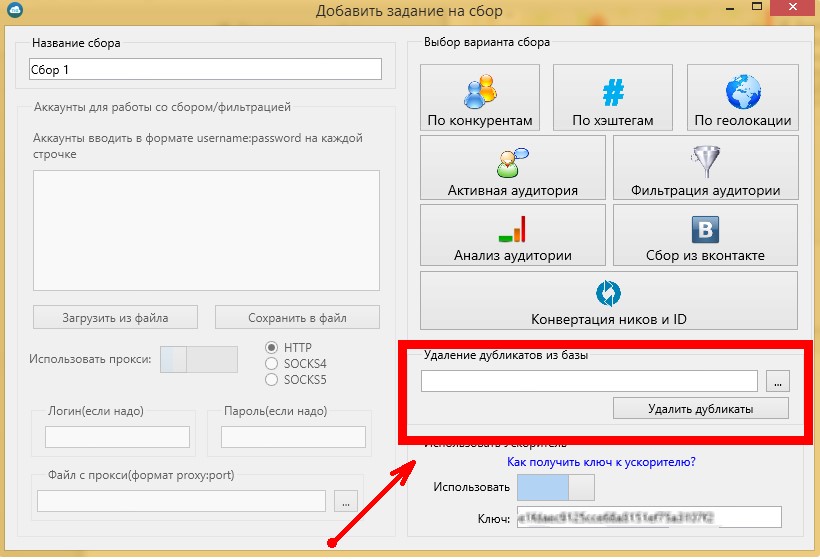 Добавить задание на сбор
Название сбора
Сбор 1
Аккаунты для работы со сбором/фильтрацией
Аккаунты вводить в формате username:password на каждой
строчке
Загрузить из файла
Сохранить в файл
Использовать прокси:
HTTP
SOCKS4
SOCKS5
Логин(если надо)
Пароль(если надо)
Файл с прокси(формат proxy:port)
...
Выбор варианта сбора
По конкурентам
#
По хэштегам
По геолокации
Активная аудитория
Фильтрация аудитории
Анализ аудитории
В
Сбор из вконтакте
Конвертация ников и ID
Удаление дубликатов из базы
...
Удалить дубликаты
Использовать Ускоритель
Как получить ключ к ускорителю?
Использовать
Ключ: